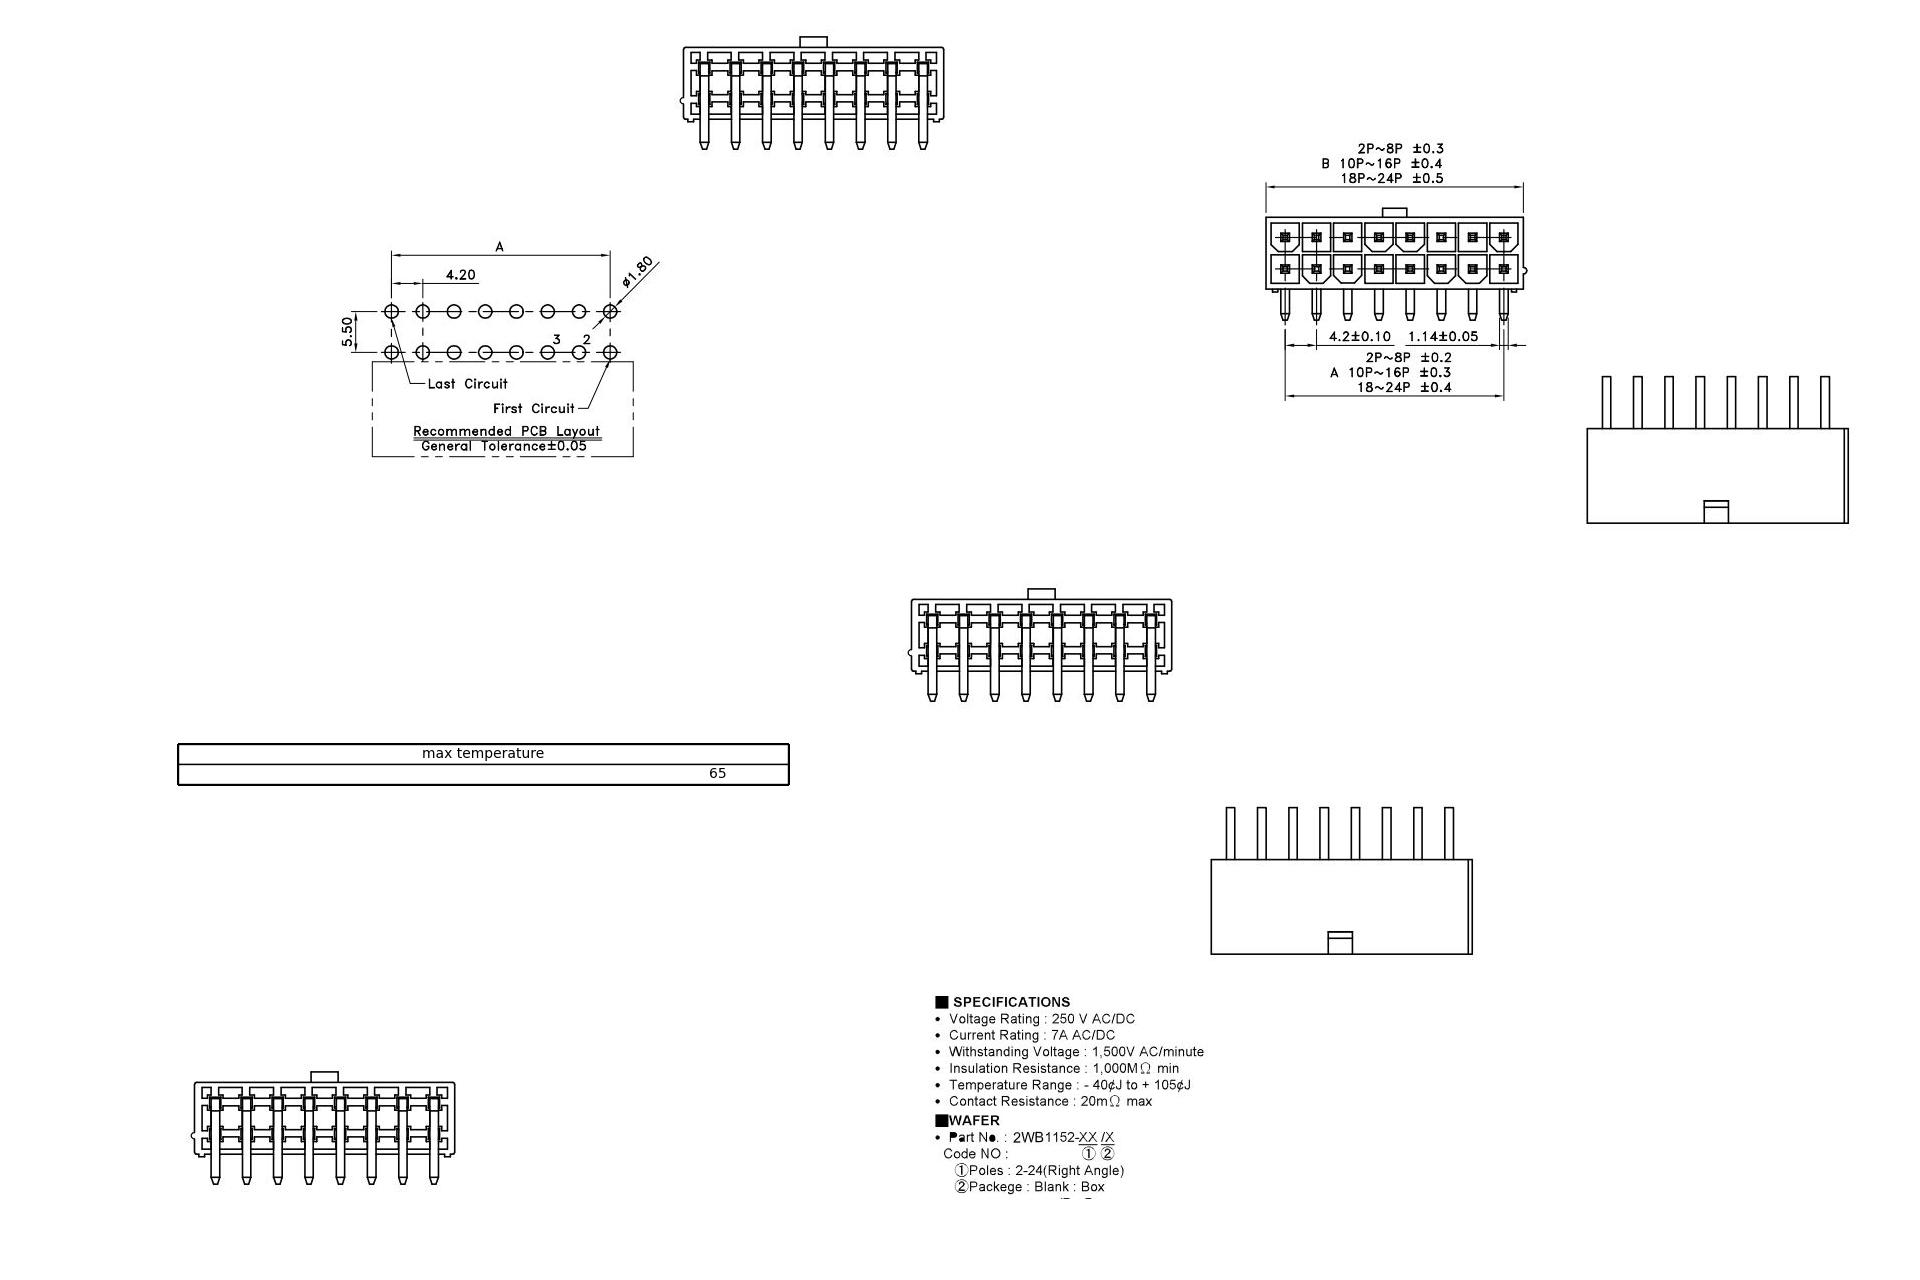 2P~8P ±0.3
B 10P~16P ±0.4
18P~24P ±0.5
4.2±0.10 1.14±0.05
2P~8P ±0.2
A 10P~16P ±0.3
18~24P ±0.4
A
4.20
ø1.80
5.50
3 2
Last Circuit
First Circuit
Recommended PCB Layout
General Tolerance±0.05
max temperature
65
SPECIFICATIONS
• Voltage Rating : 250 V AC/DC
• Current Rating : 7A AC/DC
• Withstanding Voltage : 1,500V AC/minute
• Insulation Resistance : 1,000MΩ min
• Temperature Range : - 40¢J to + 105¢J
• Contact Resistance : 20mΩ max
WAFER
• Part No. : 2WB1152-XX /X
Code NO : ① ②
①Poles : 2-24(Right Angle)
②Packege : Blank : Box